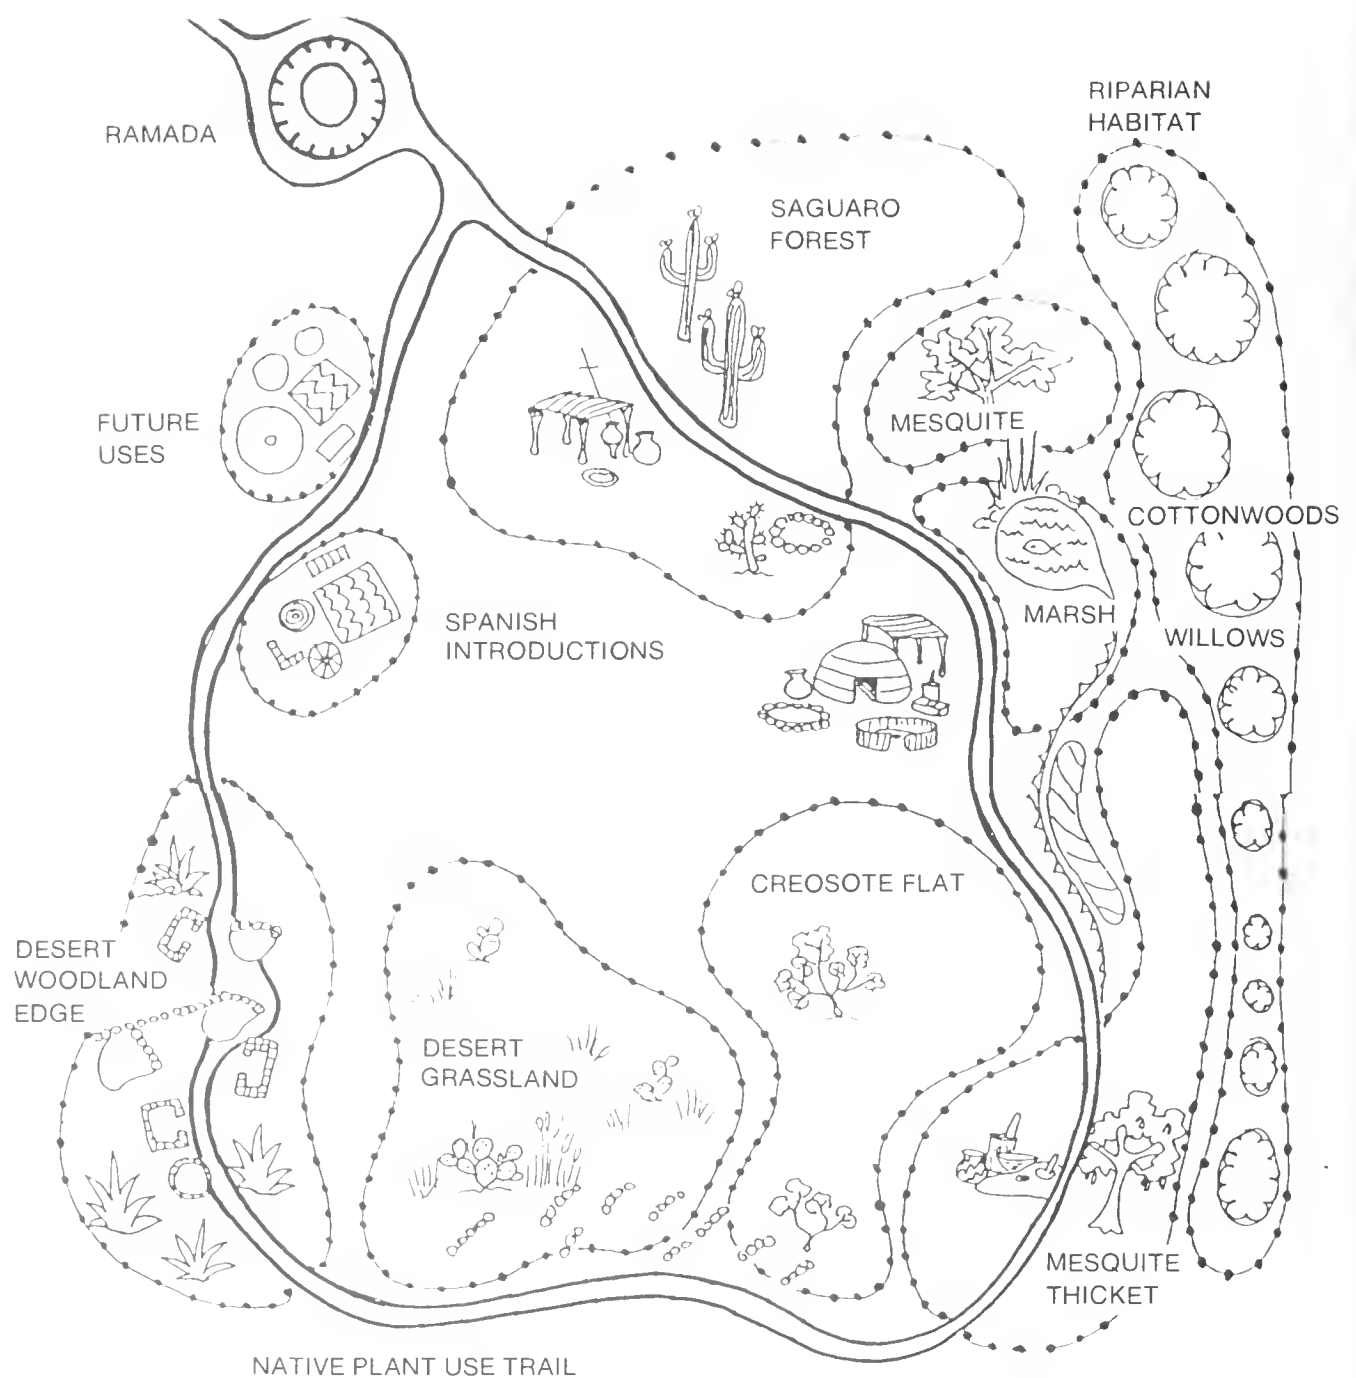 RIPARIAN
HABITAT
RAMADA
SAGUARO
FOREST
FUTURE
USES
MESQUITE
COTTONWOODS
MARSH
WILLOWS
SPANISH
INTRODUCTIONS
CREOSOTE FLAT
DESERT
WOODLAND
EDGE
DESERT
GRASSLAND
MESQUITE
THICKET
NATIVE PLANT USE TRAIL